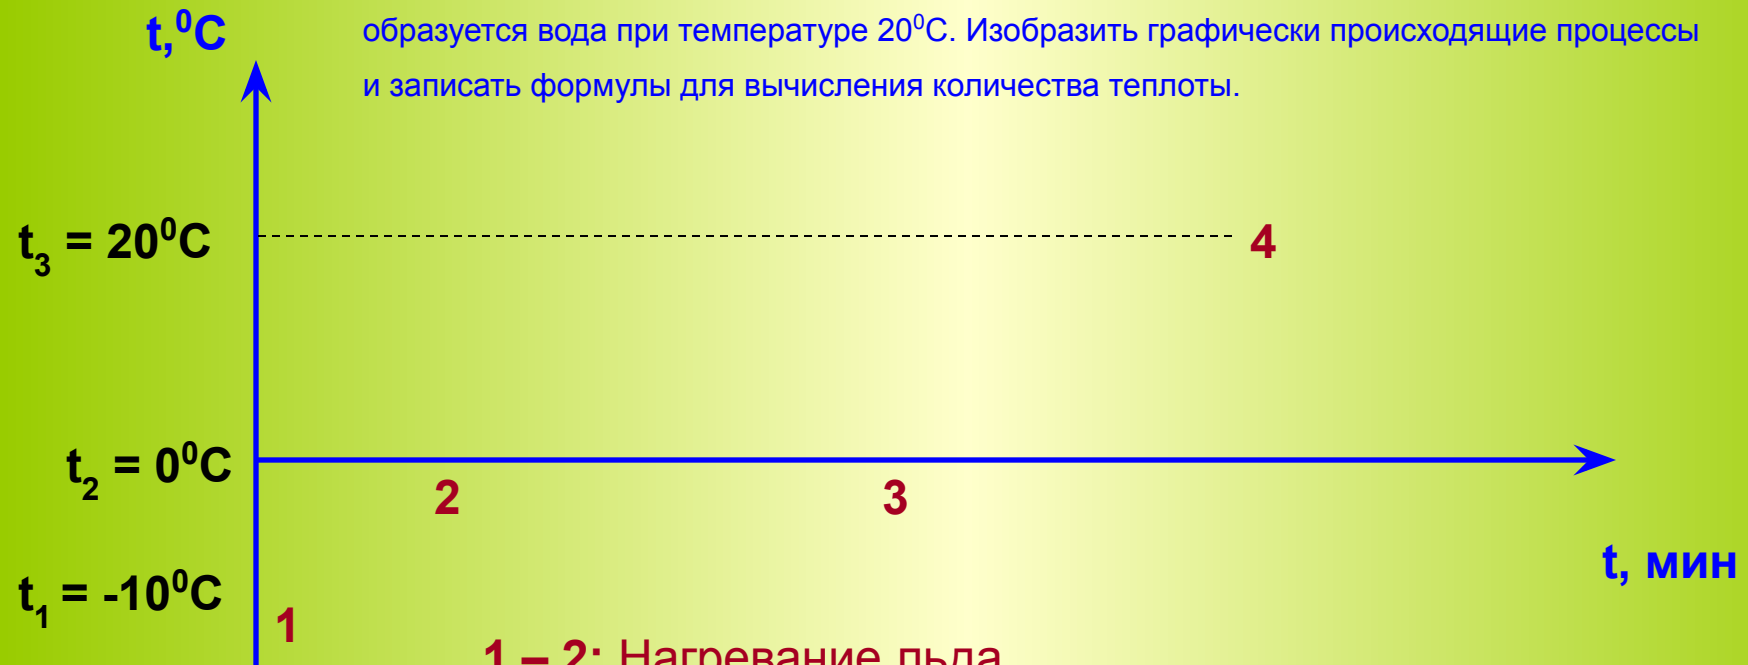 t,⁰C
образуется вода при температуре 20⁰С. Изобразить графически происходящие процессы
и записать формулы для вычисления количества теплоты.
t₃ = 20⁰C
4
t₂ = 0⁰C
2
3
t, мин
t₁ = -10⁰C
1
1 – 2: Нагревание льда